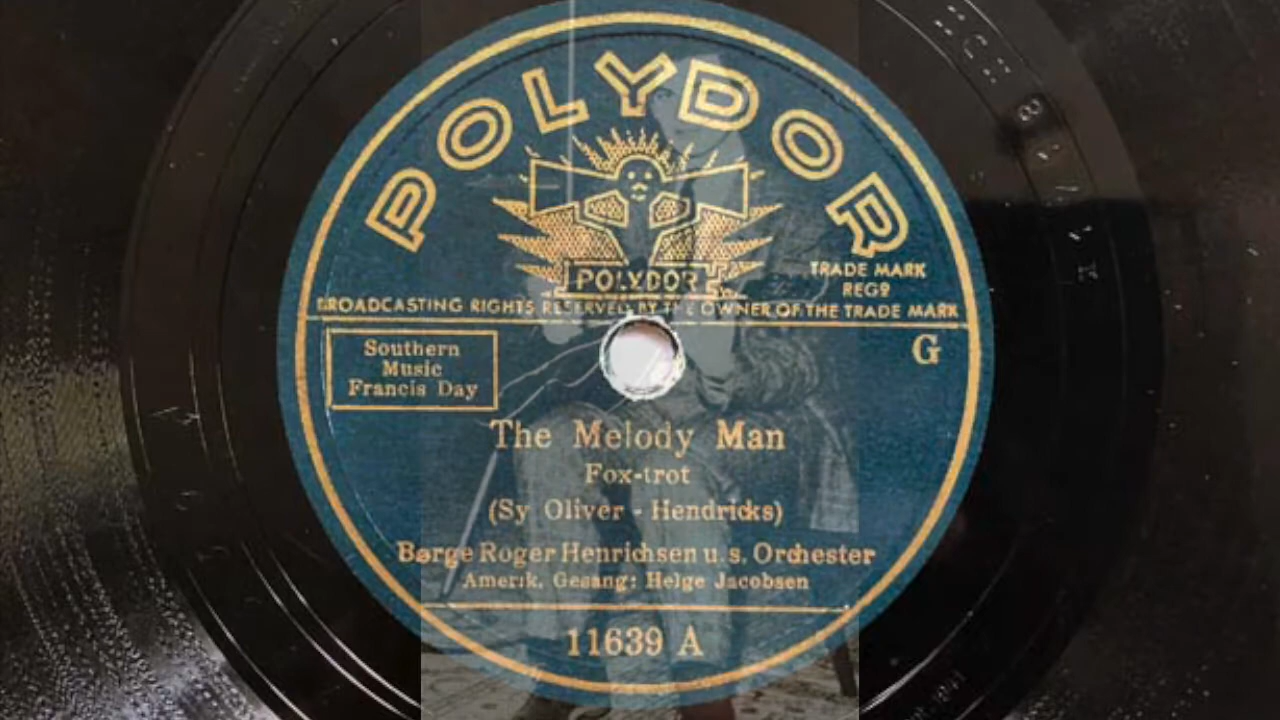 POLYDOR
POLYDOR
TRADE MARK
REGD
BROADCASTING RIGHTS RESERVED BY THE OWNER OF THE TRADE MARK
Southern
Music
Francis Day
G
The Melody Man
Fox-trot
(Sy Oliver - Hendricks)
Børge Roger Henrichsen u. s. Orchester
Amerik. Gesang: Helge Jacobsen
11639 A